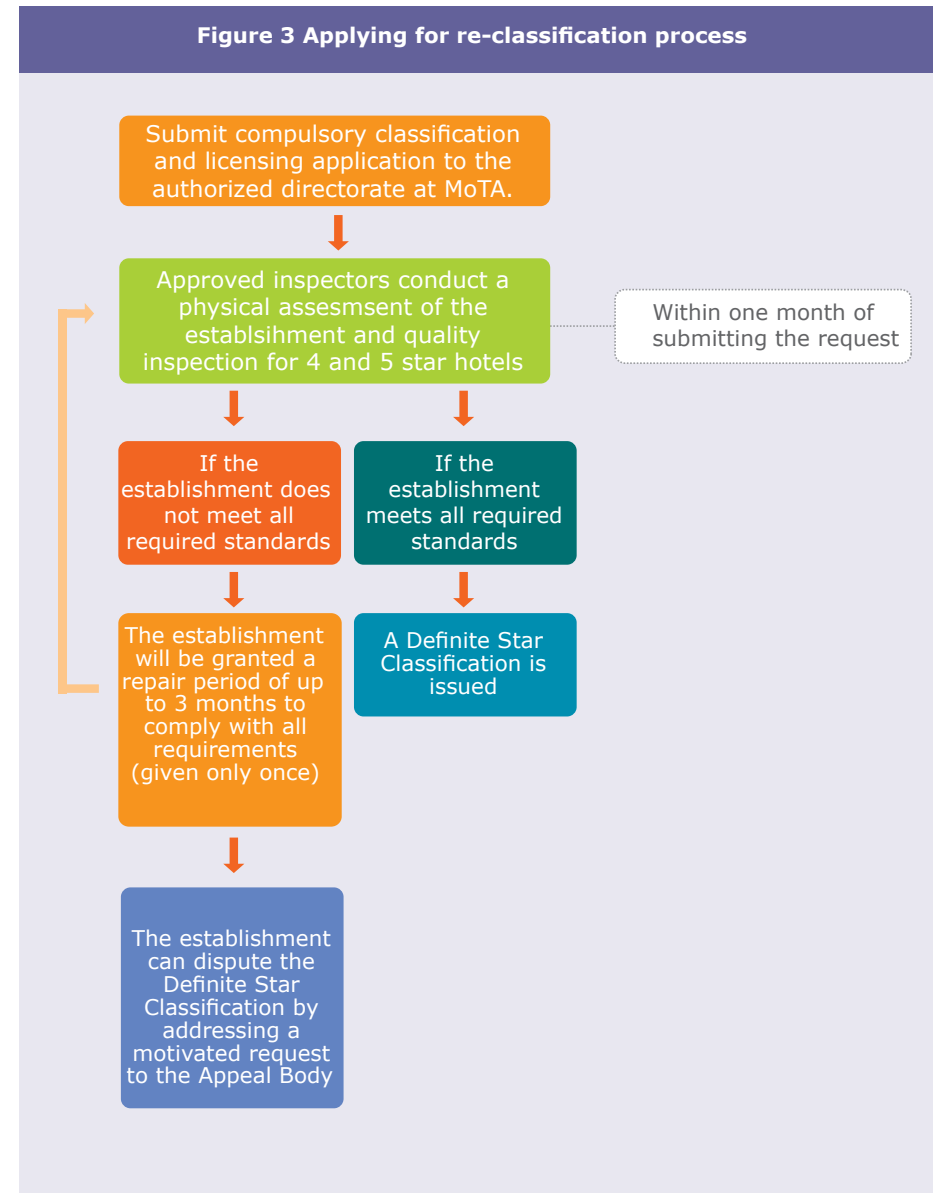 Figure 3 Applying for re-classification process
Submit compulsory classification
and licensing application to the
authorized directorate at MoTA.
Approved inspectors conduct a
physical assesmsent of the
establsihment and quality
inspection for 4 and 5 star hotels
Within one month of
submitting the request
If the
establishment does
not meet all
required standards
If the
establishment
meets all required
standards
The establishment
will be granted a
repair period of up
to 3 months to
comply with all
requirements
(given only once)
A Definite Star
Classification is
issued
The establishment
can dispute the
Definite Star
Classification by
addressing a
motivated request
to the Appeal Body